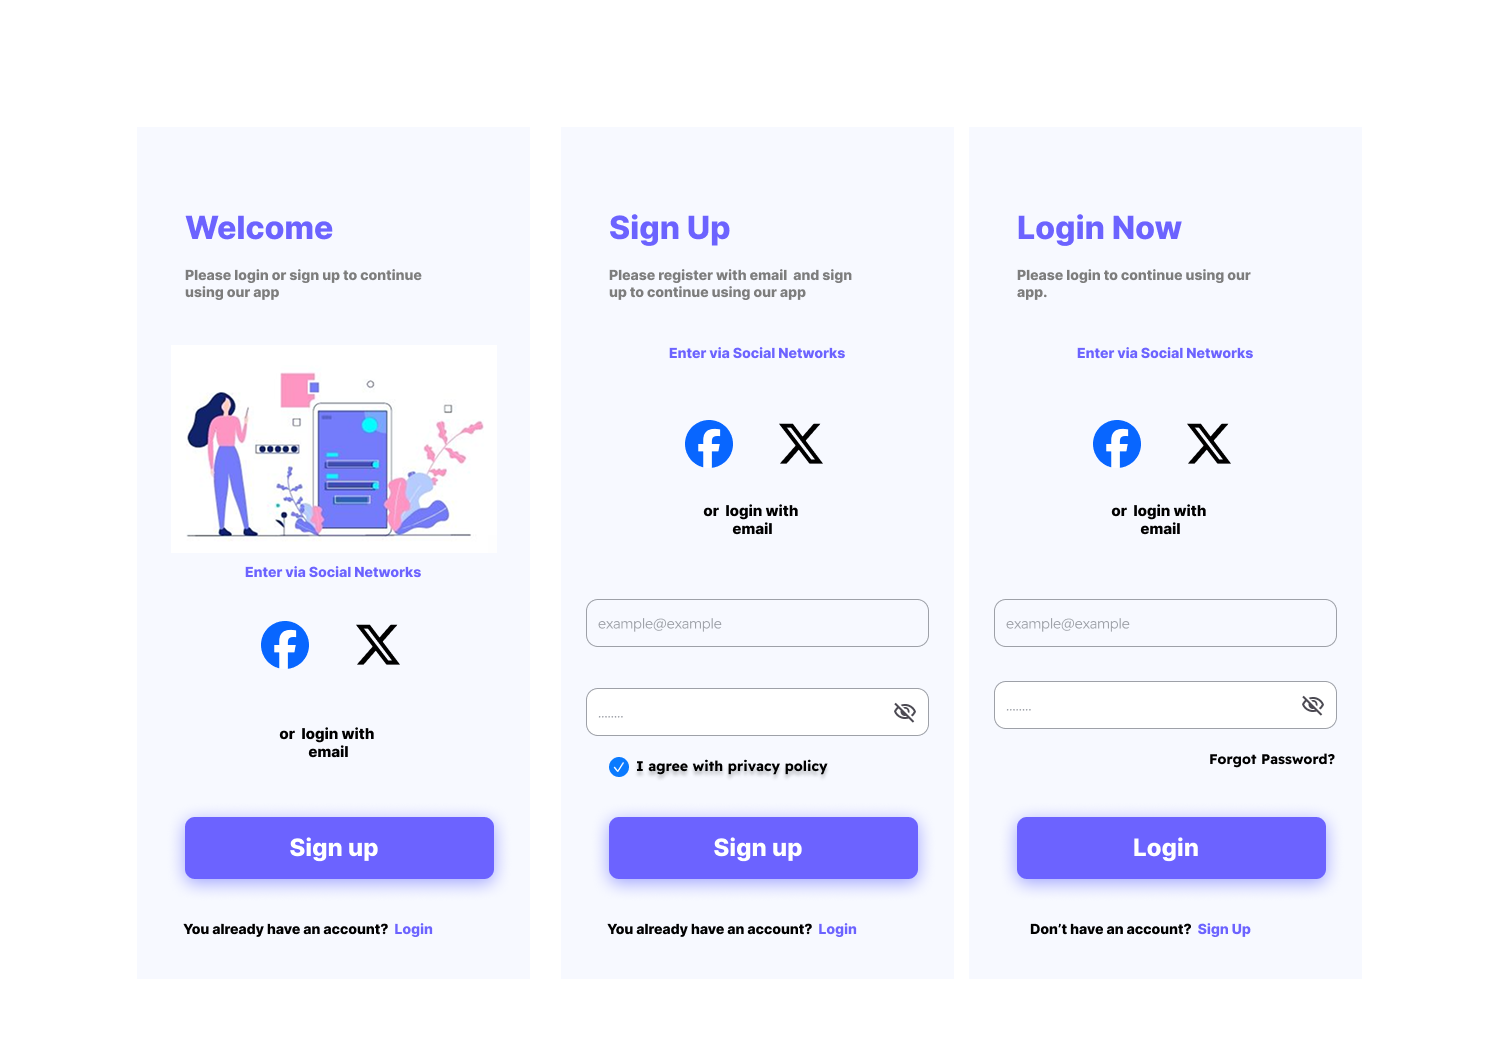 Welcome
Please login or sign up to continue
using our app
Enter via Social Networks
or  login with
email
Sign up
You already have an account?  Login
Sign Up
Please register with email  and sign
up to continue using our app
Enter via Social Networks
or  login with
email
example@example
........
I agree with privacy policy
Sign up
You already have an account?  Login
Login Now
Please login to continue using our
app.
Enter via Social Networks
or  login with
email
example@example
........
Forgot Password?
Login
Don’t have an account?  Sign Up